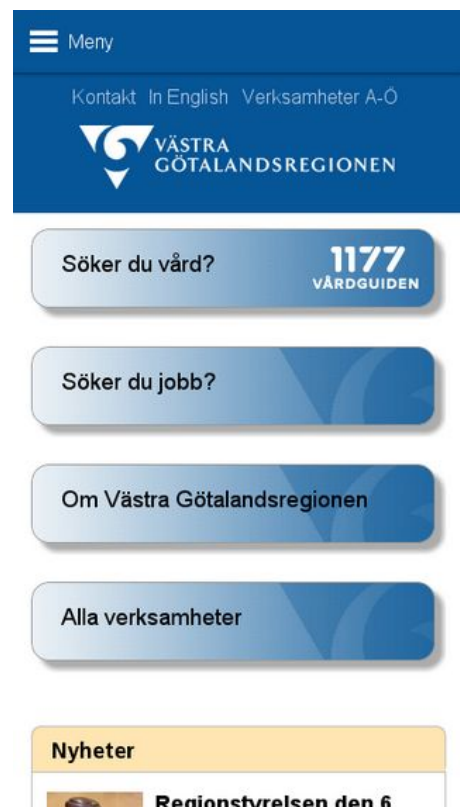 Meny
Kontakt In English Verksamheter A-Ö
VÄSTRA
GÖTALANDSREGIONEN
Söker du vård?
1177
VÅRDGUIDEN
Söker du jobb?
Om Västra Götalandsregionen
Alla verksamheter
Nyheter
Regionstyrelsen den 6